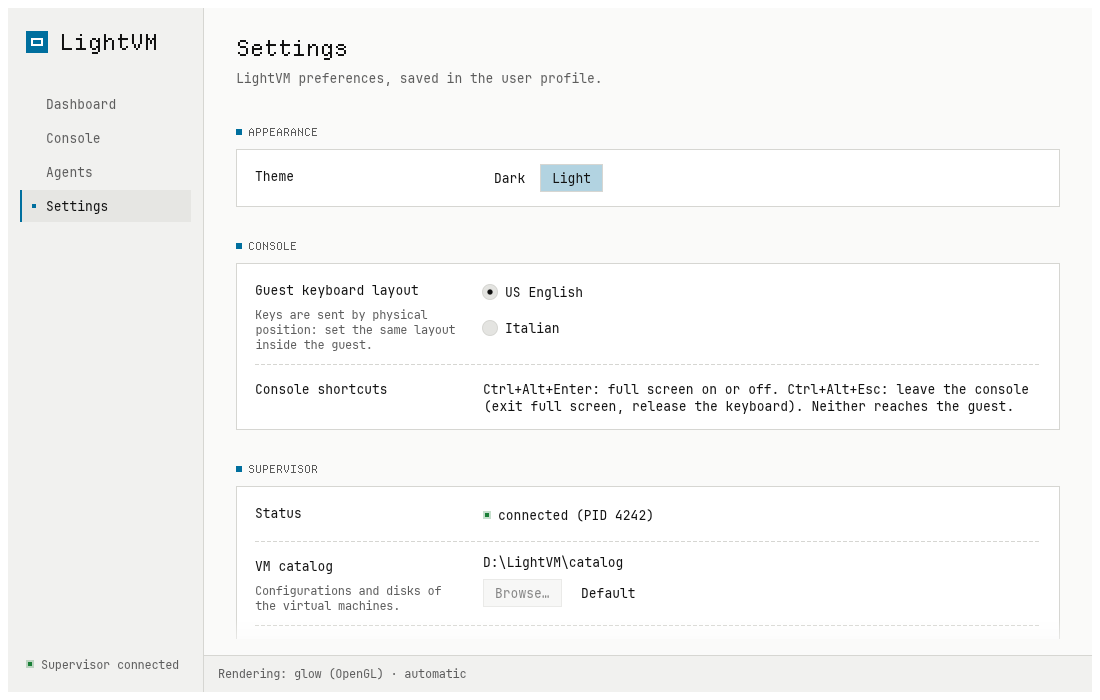 LightVM
Dashboard
Console
Agents
Settings
Supervisor connected
Settings
LightVM preferences, saved in the user profile.
APPEARANCE
Theme
Dark
Light
CONSOLE
Guest keyboard layout
Keys are sent by physical
position: set the same layout
inside the guest.
US English
Italian
Console shortcuts
Ctrl+Alt+Enter: full screen on or off. Ctrl+Alt+Esc: leave the console
(exit full screen, release the keyboard). Neither reaches the guest.
SUPERVISOR
Status
connected (PID 4242)
VM catalog
Configurations and disks of
the virtual machines.
D:\LightVM\catalog
Browse…
Default
Rendering: glow (OpenGL) · automatic